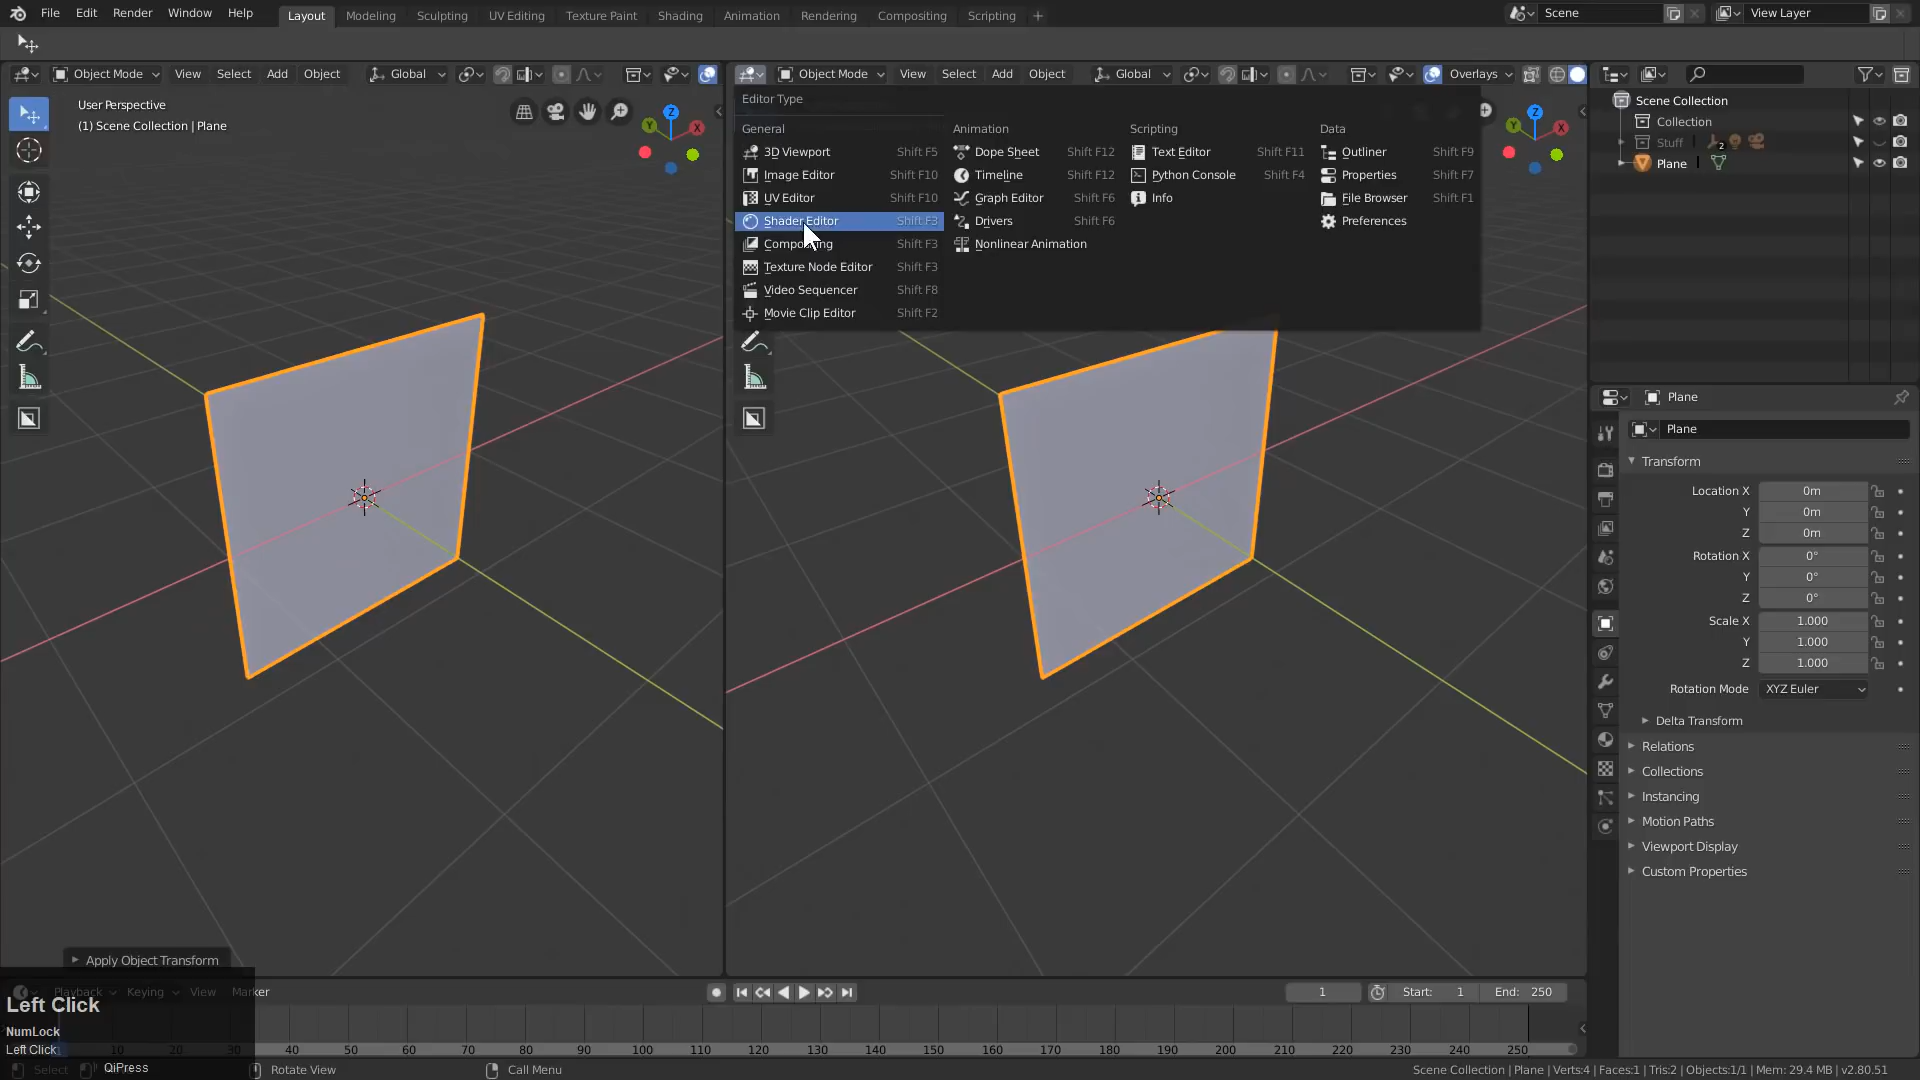 File Edit Render Window Help Layout Modeling Sculpting UV Editing Texture Paint Shading Animation Rendering Compositing Scripting + Scene View Layer
Object Mode View Select Add Object Global Object Mode View Select Add Object Global Overlays
User Perspective
(1) Scene Collection | Plane
Editor Type
General
3D Viewport Shift F5
Image Editor Shift F10
UV Editor Shift F10
Shader Editor Shift F3
Shift F3
Texture Node Editor Shift F3
Video Sequencer Shift F8
Movie Clip Editor Shift F2
Animation
Dope Sheet Shift F12
Timeline Shift F12
Graph Editor Shift F6
Drivers Shift F6
Nonlinear Animation
Scripting
Text Editor Shift F11
Python Console Shift F4
Info
Data
Outliner Shift F9
Properties Shift F7
File Browser Shift F1
Preferences
Z
X
Y
Z
X
Y
Scene Collection
Collection
Stuff 2
Plane
Plane
Plane
Transform
Location X 0m
Y 0m
Z 0m
Rotation X 0°
Y 0°
Z 0°
Scale X 1.000
Y 1.000
Z 1.000
Rotation Mode XYZ Euler
Delta Transform
Relations
Collections
Instancing
Motion Paths
Viewport Display
Custom Properties
Apply Object Transform
Playback Keying View Marker 1 Start: 1 End: 250
Left Click
NumLock
Left Click
QiPress
10 20 30 40 50 60 70 80 90 100 110 120 130 140 150 160 170 180 190 200 210 220 230 240 250
Select Rotate View Call Menu Scene Collection | Plane | Verts:4 | Faces:1 | Tris:2 | Objects:1/1 | Mem: 29.4 MB | v2.80.51